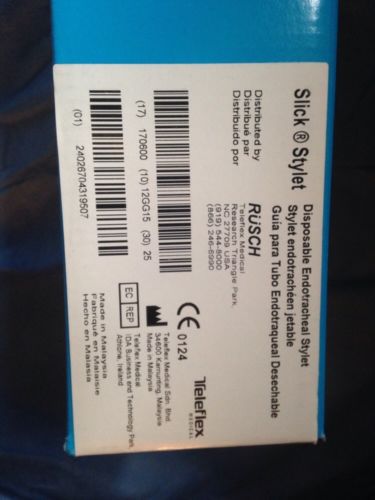 Slick ® Stylet
Disposable Endotracheal Stylet
Stylet endotrachéen jetable
Guía para Tubo Endotraqueal Desechable
Distributed by
Distribué par
Distribuido por
RÜSCH
Teleflex Medical
Research Triangle Park,
NC 27709 USA
(919) 544-8000
(866) 246-6990
Teleflex
MEDICAL
CE 0124
Teleflex Medical Sdn. Bhd.
34600 Kamunting, Malaysia
Made in Malaysia
EC REP
Teleflex Medical
IDA Business and Technology Park,
Athlone, Ireland
(17) 170600 (10)12GG15 (30) 25
(01) 24026704319507
Made in Malaysia
Fabriqué en Malaisie
Hecho en Malasia